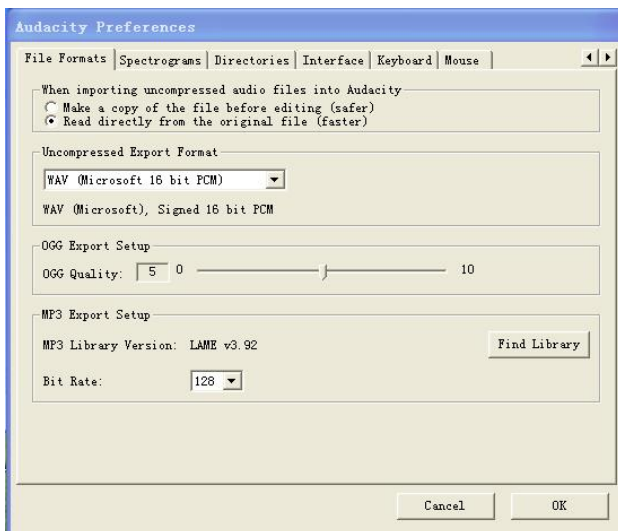 Audacity Preferences
File Formats Spectrograms Directories Interface Keyboard Mouse
When importing uncompressed audio files into Audacity
Make a copy of the file before editing (safer)
Read directly from the original file (faster)
Uncompressed Export Format
WAV (Microsoft 16 bit PCM)
WAV (Microsoft), Signed 16 bit PCM
OGG Export Setup
OGG Quality: 5 0 10
MP3 Export Setup
MP3 Library Version: LAME v3.92 Find Library
Bit Rate: 128
Cancel OK